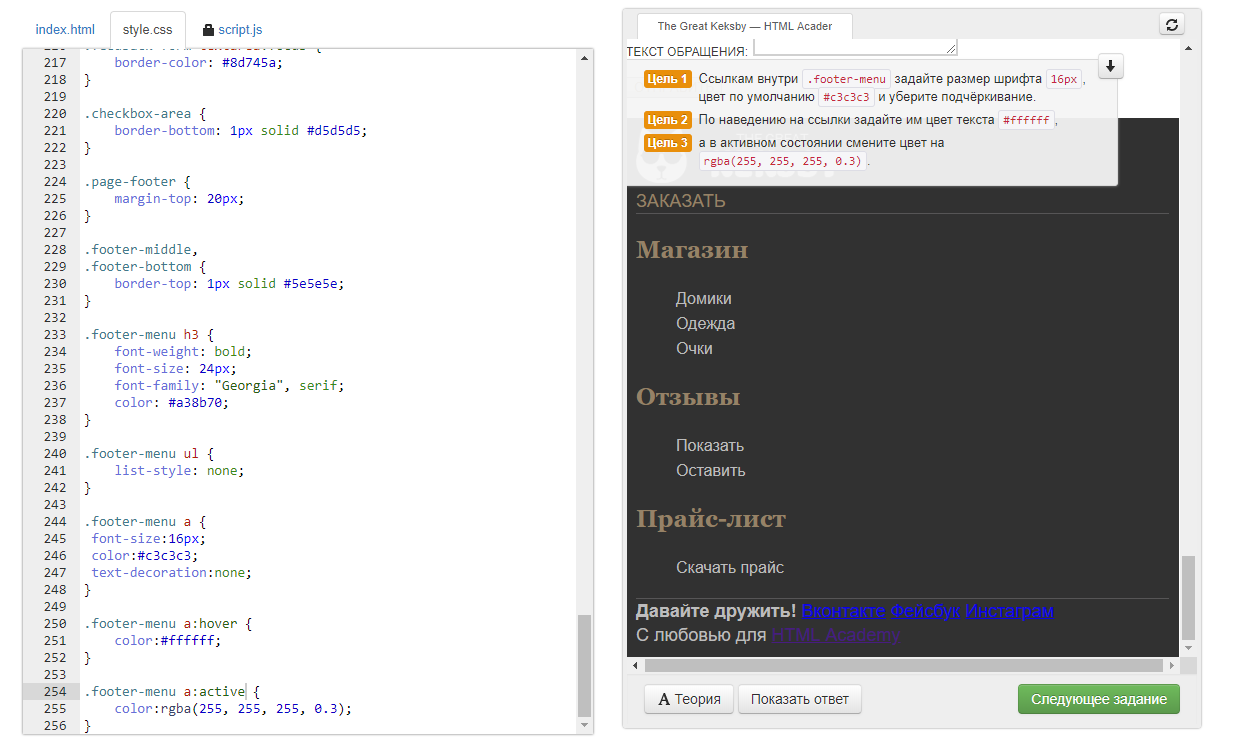 index.html
style.css
script.js
217 border-color: #8d745a;
218 }
219
220 .checkbox-area {
221 border-bottom: 1px solid #d5d5d5;
222 }
223
224 .page-footer {
225 margin-top: 20px;
226 }
227
228 .footer-middle,
229 .footer-bottom {
230 border-top: 1px solid #5e5e5e;
231 }
232
233 .footer-menu h3 {
234 font-weight: bold;
235 font-size: 24px;
236 font-family: "Georgia", serif;
237 color: #a38b70;
238 }
239
240 .footer-menu ul {
241 list-style: none;
242 }
243
244 .footer-menu a {
245 font-size:16px;
246 color:#c3c3c3;
247 text-decoration:none;
248 }
249
250 .footer-menu a:hover {
251 color:#ffffff;
252 }
253
254 .footer-menu a:active {
255 color:rgba(255, 255, 255, 0.3);
256 }
The Great Keksby — HTML Acader
ТЕКСТ ОБРАЩЕНИЯ:
Цель 1 Ссылкам внутри .footer-menu задайте размер шрифта 16px,
цвет по умолчанию #c3c3c3 и уберите подчёркивание.
Цель 2 По наведению на ссылки задайте им цвет текста #ffffff,
Цель 3 а в активном состоянии смените цвет на
rgba(255, 255, 255, 0.3).
ЗАКАЗАТЬ
Магазин
Домики
Одежда
Очки
Отзывы
Показать
Оставить
Прайс-лист
Скачать прайс
Давайте дружить! Вконтакте Фейсбук Инстаграм
С любовью для HTML Academy
A Теория
Показать ответ
Следующее задание